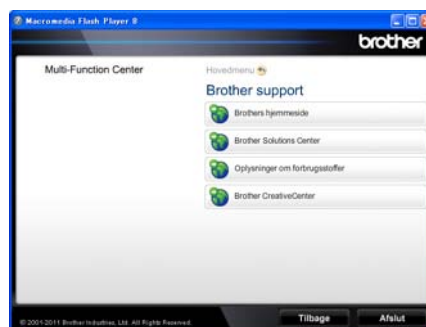 Macromedia Flash Player 8
brother
Multi-Function Center
Hovedmenu
Brother support
Brothers hjemmeside
Brother Solutions Center
Oplysninger om forbrugsstoffer
Brother CreativeCenter
© 2001-2011 Brother Industries, Ltd. All Rights Reserved.
Tilbage
Afslut